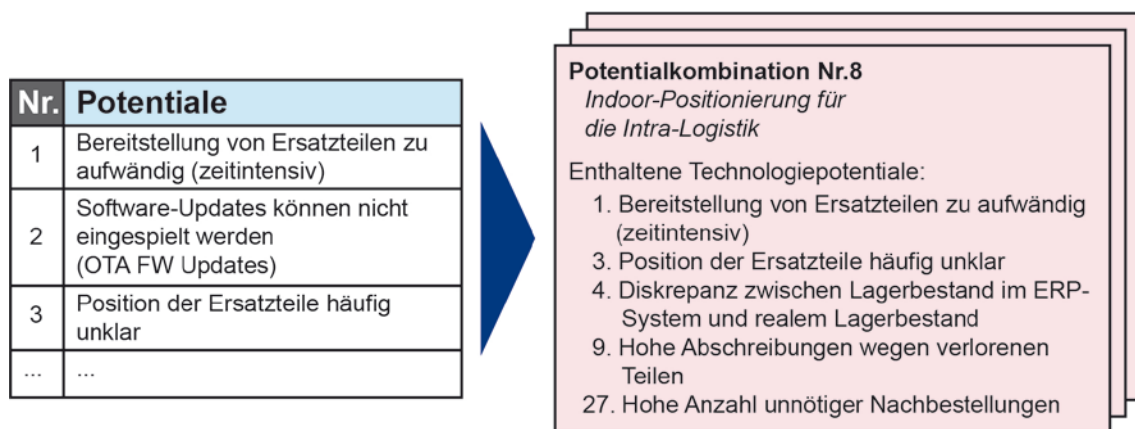 Nr. Potentiale
1 Bereitstellung von Ersatzteilen zu
aufwändig (zeitintensiv)
2 Software-Updates können nicht
eingespielt werden
(OTA FW Updates)
3 Position der Ersatzteile häufig
unklar
... ...
Potentialkombination Nr.8
Indoor-Positionierung für
die Intra-Logistik
Enthaltene Technologiepotentiale:
1. Bereitstellung von Ersatzteilen zu aufwändig
(zeitintensiv)
3. Position der Ersatzteile häufig unklar
4. Diskrepanz zwischen Lagerbestand im ERP-
System und realem Lagerbestand
9. Hohe Abschreibungen wegen verlorenen
Teilen
27. Hohe Anzahl unnötiger Nachbestellungen